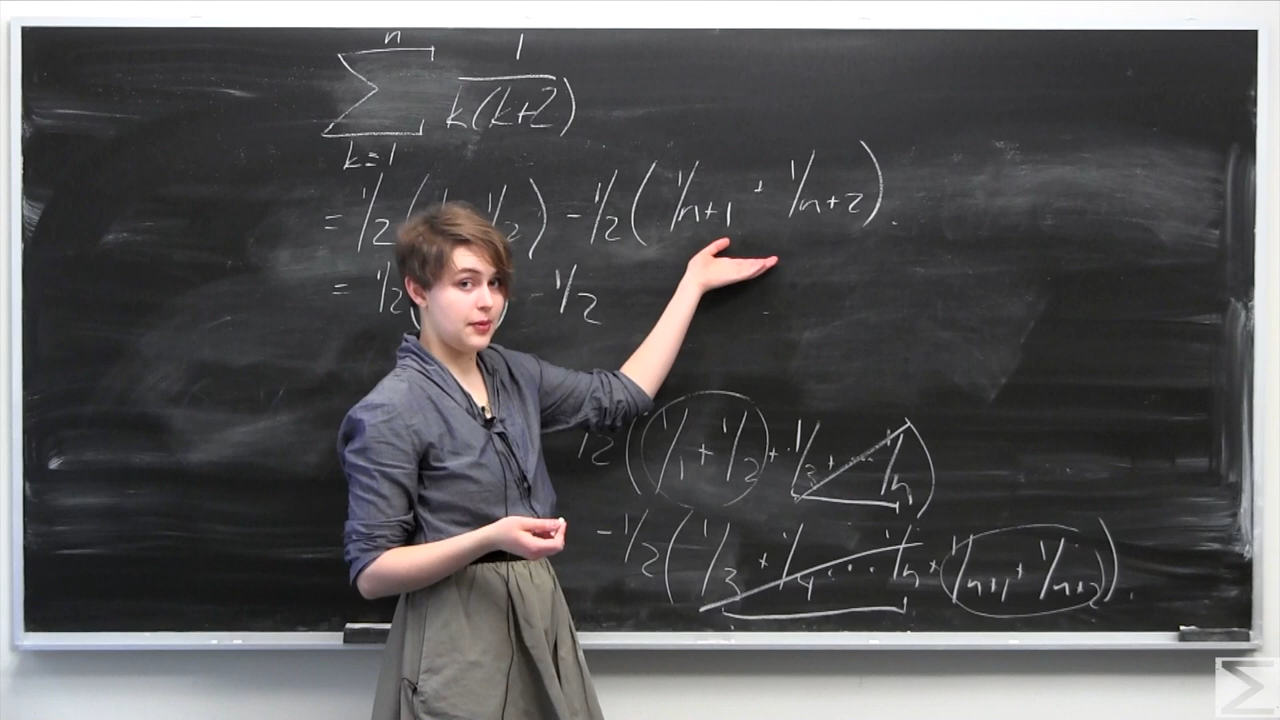 n
∑ 1/k(k+2)
k=1
= 1/2( 1/2) - 1/2(1/n+1 + 1/n+2).
= 1/2 ) - 1/2
1/2(1/1 + 1/2 + 1/3 + ... 1/n)
- 1/2(1/3 + 1/4 ... 1/n + 1/n+1 + 1/n+2).
Σ